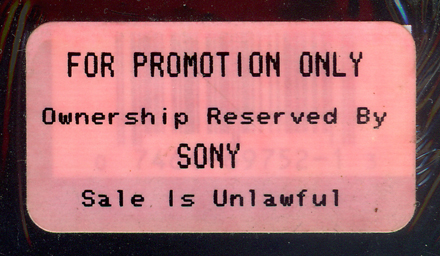 FOR PROMOTION ONLY
Ownership Reserved By
SONY
Sale Is Unlawful